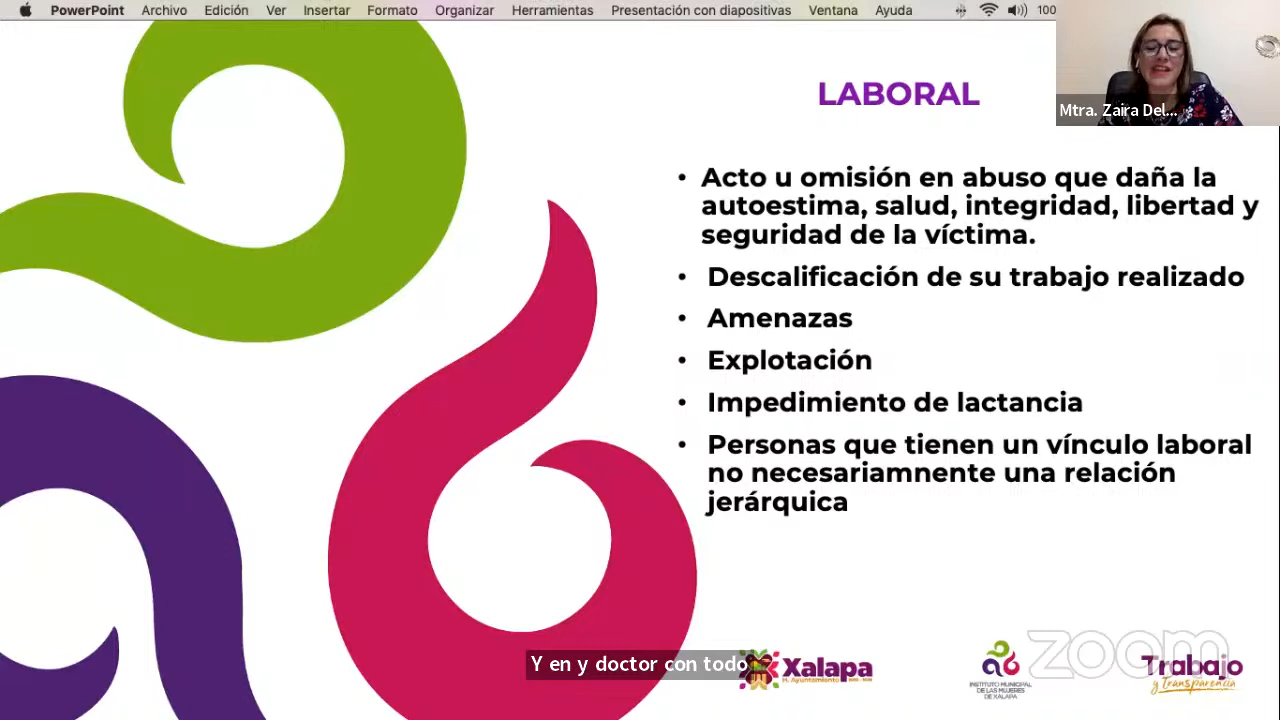 PowerPoint Archivo Edición Ver Insertar Formato Organizar Herramientas Presentación con diapositivas Ventana Ayuda 100
LABORAL
Mtra. Zaira Del...
• Acto u omisión en abuso que daña la
autoestima, salud, integridad, libertad y
seguridad de la víctima.
• Descalificación de su trabajo realizado
• Amenazas
• Explotación
• Impedimiento de lactancia
• Personas que tienen un vínculo laboral
no necesariamnente una relación
jerárquica
Y en y doctor con todo
Xalapa
H. Ayuntamiento
INSTITUTO MUNICIPAL
DE LAS MUJERES
DE XALAPA
zoom
Trabajo
y Transparencia